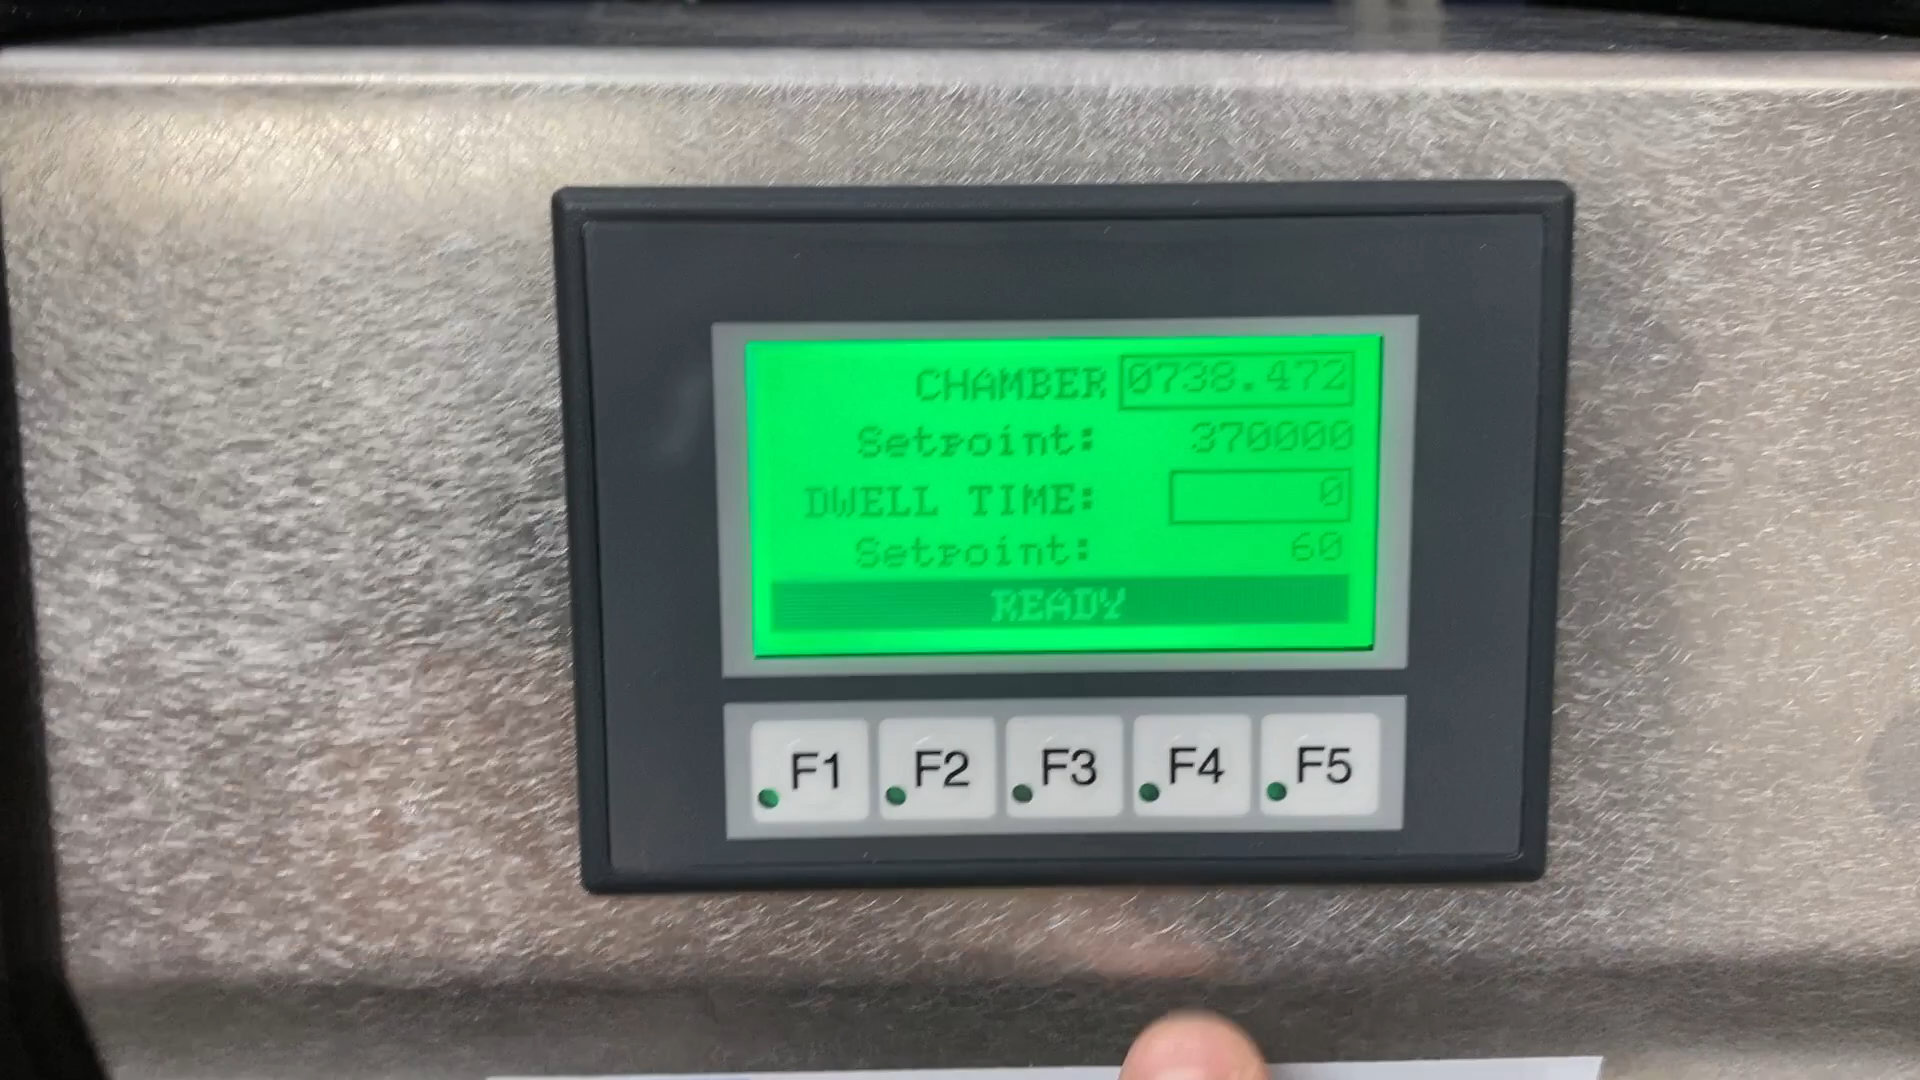 CHAMBER 0738.472
Setpoint: 370000
DWELL TIME: 0
Setpoint: 60
READY
F1 F2 F3 F4 F5